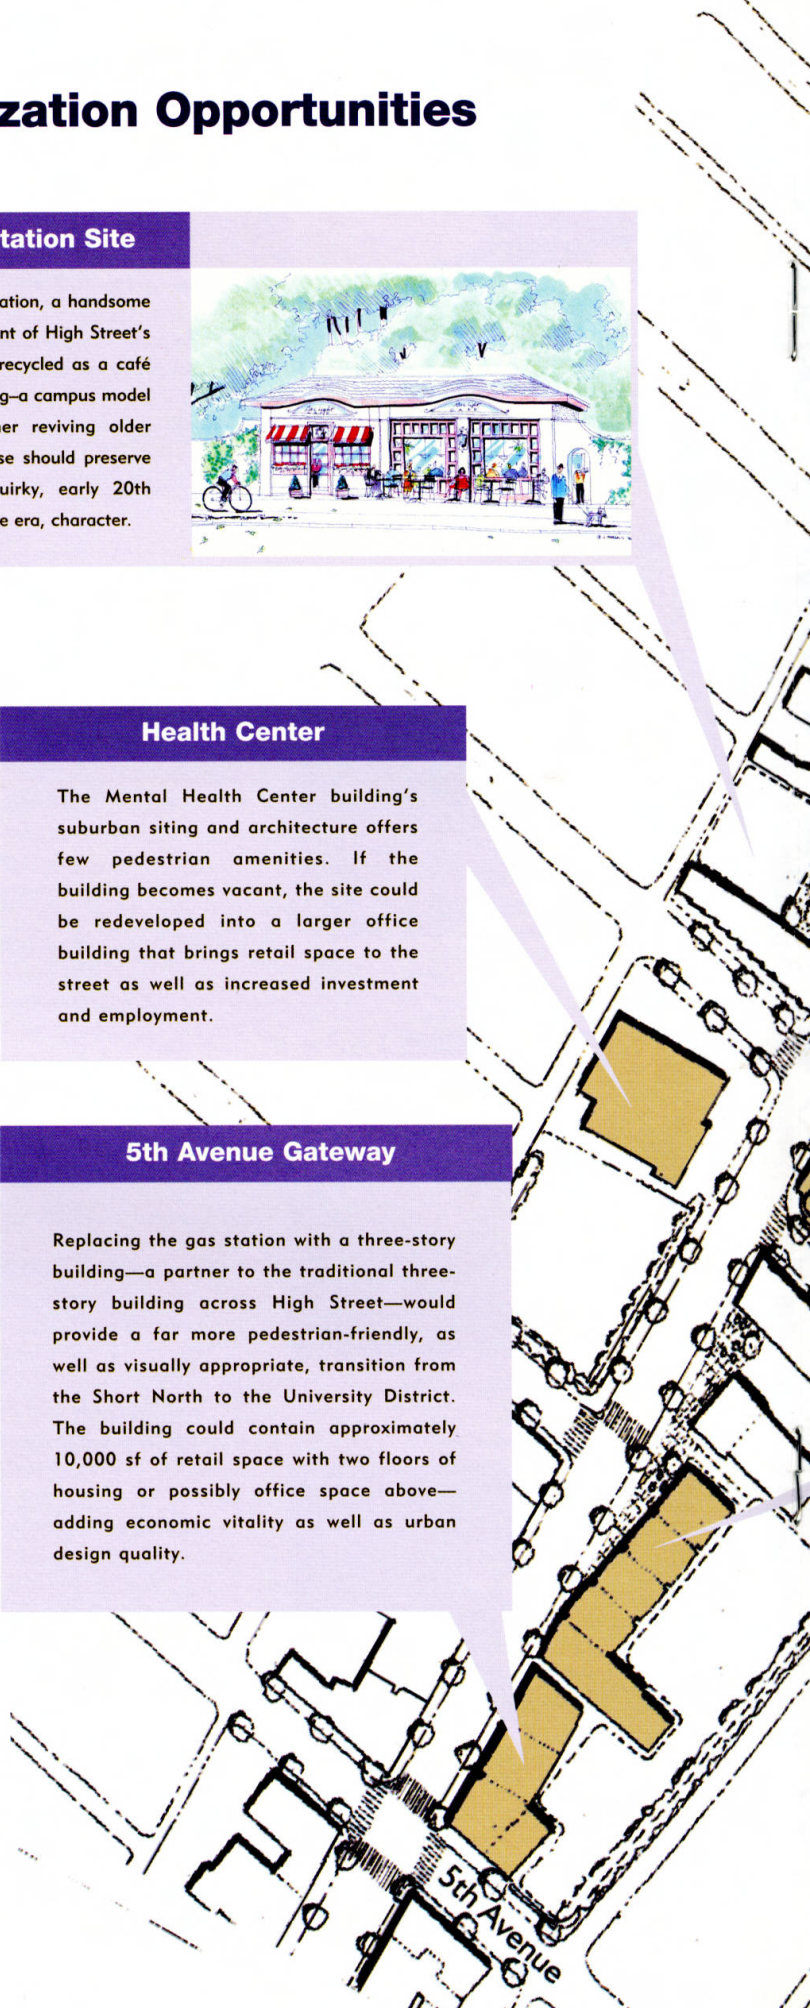 zation Opportunities
tation Site
ation, a handsome
nt of High Street's
recycled as a café
g–a campus model
er reviving older
se should preserve
uirky, early 20th
e era, character.
Health Center
The Mental Health Center building's
suburban siting and architecture offers
few pedestrian amenities. If the
building becomes vacant, the site could
be redeveloped into a larger office
building that brings retail space to the
street as well as increased investment
and employment.
5th Avenue Gateway
Replacing the gas station with a three-story
building—a partner to the traditional three-
story building across High Street—would
provide a far more pedestrian-friendly, as
well as visually appropriate, transition from
the Short North to the University District.
The building could contain approximately
10,000 sf of retail space with two floors of
housing or possibly office space above—
adding economic vitality as well as urban
design quality.
5th Avenue